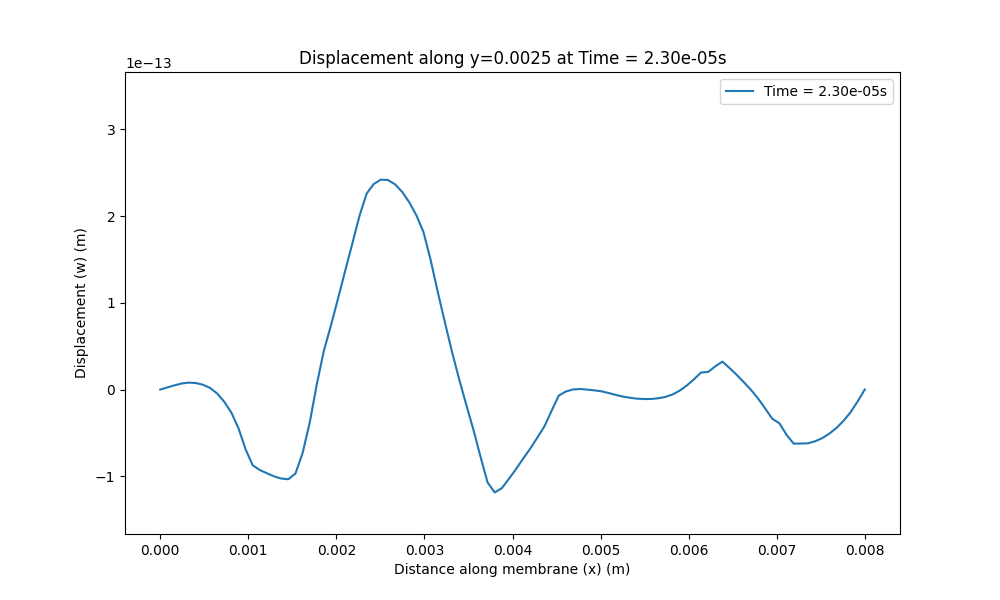 Displacement along y=0.0025 at Time = 2.30e-05s
1e−13
Time = 2.30e-05s
3
2
1
0
−1
Displacement (w) (m)
0.000 0.001 0.002 0.003 0.004 0.005 0.006 0.007 0.008
Distance along membrane (x) (m)